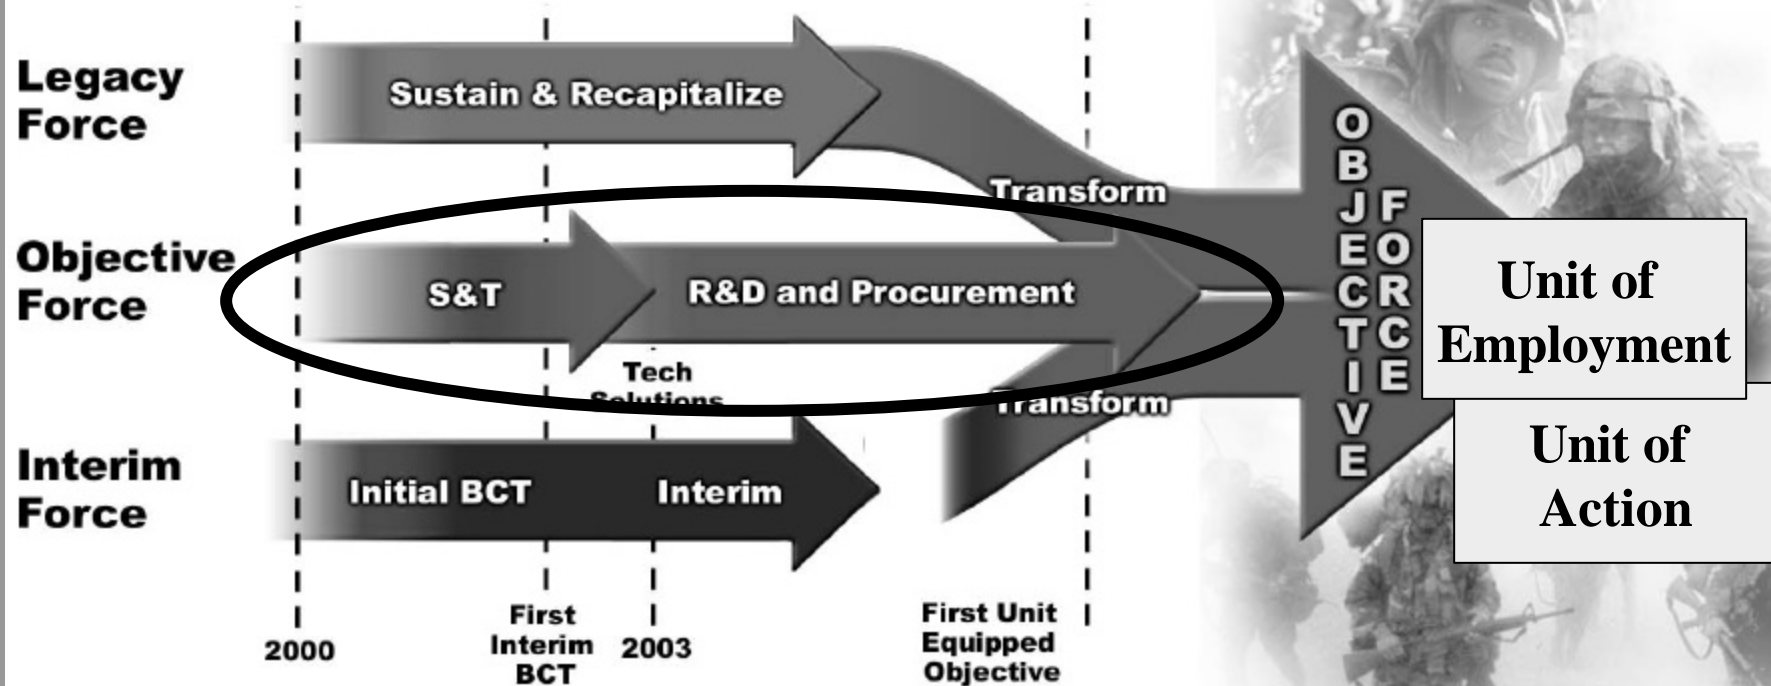 Legacy
Force
Sustain & Recapitalize
Transform
Objective
Force
S&T
R&D and Procurement
Tech
Solutions
Transform
Interim
Force
Initial BCT
Interim
OBJECTIVE
FORCE
Unit of
Employment
Unit of
Action
2000
First
Interim
BCT
2003
First Unit
Equipped
Objective